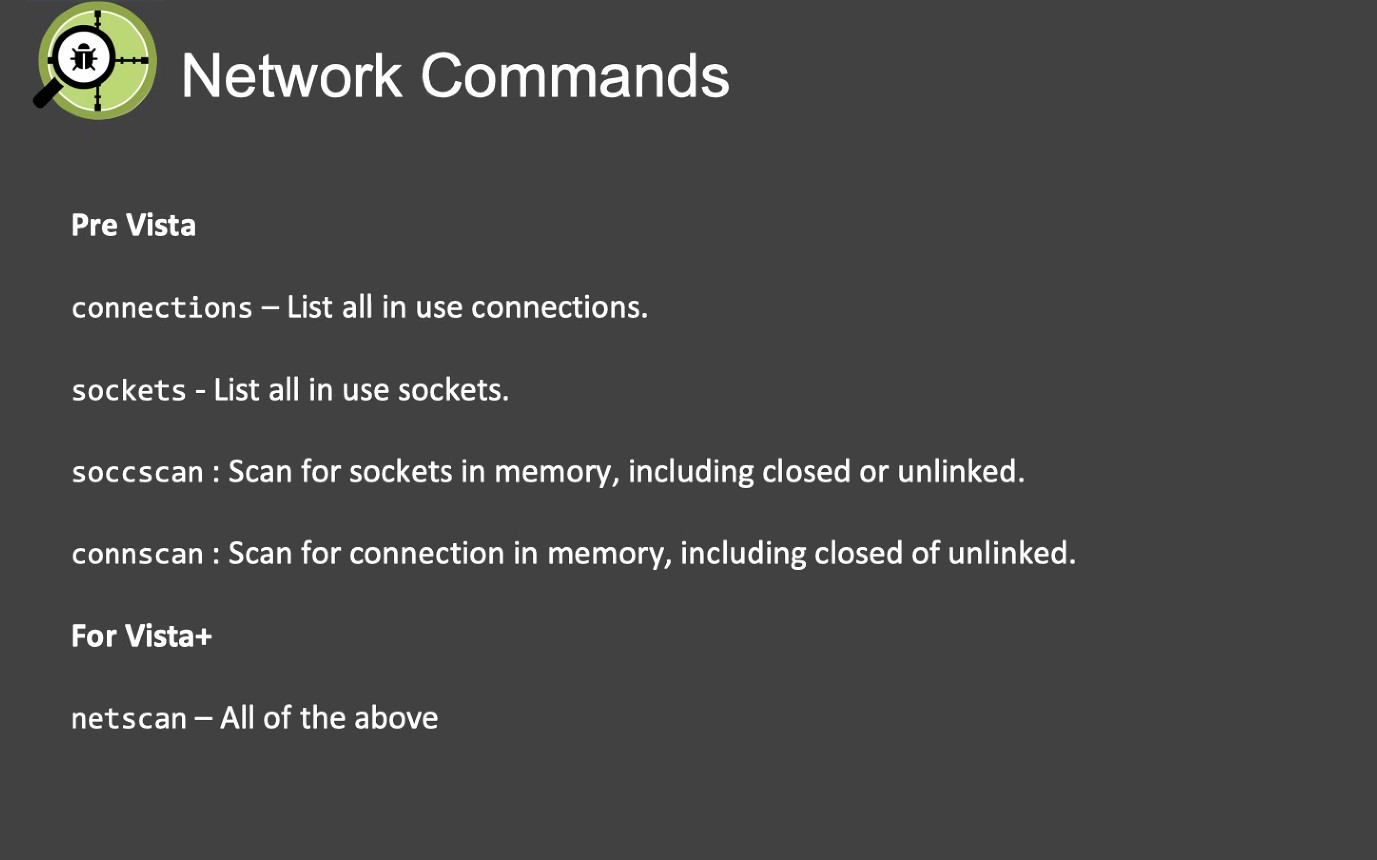 Network Commands
Pre Vista
connections – List all in use connections.
sockets - List all in use sockets.
soccscan : Scan for sockets in memory, including closed or unlinked.
connscan : Scan for connection in memory, including closed of unlinked.
For Vista+
netscan – All of the above